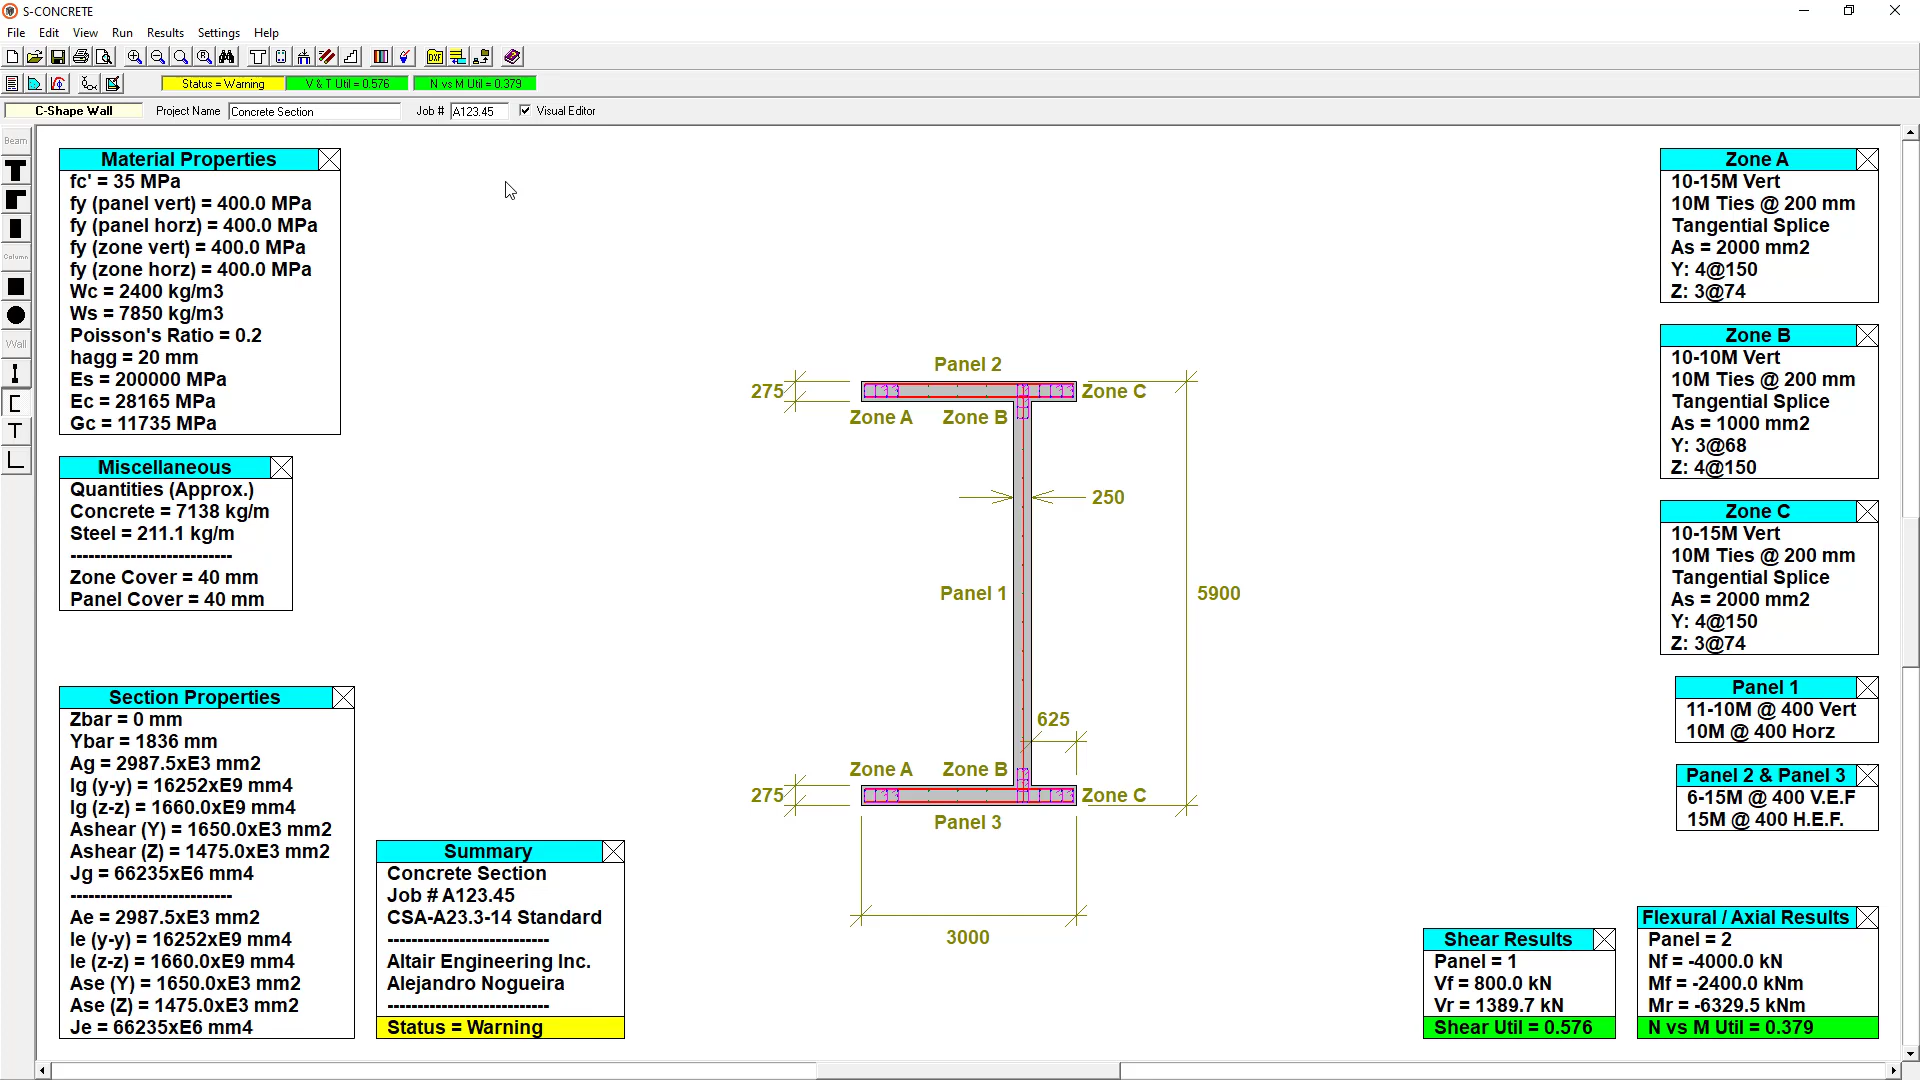 S-CONCRETE
File Edit View Run Results Settings Help
Status = Warning V & T Util = 0.576 N vs M Util = 0.379
C-Shape Wall Project Name Concrete Section Job # A123.45 Visual Editor
Beam
Column
Wall
DXF
Material Properties
fc' = 35 MPa
fy (panel vert) = 400.0 MPa
fy (panel horz) = 400.0 MPa
fy (zone vert) = 400.0 MPa
fy (zone horz) = 400.0 MPa
Wc = 2400 kg/m3
Ws = 7850 kg/m3
Poisson's Ratio = 0.2
hagg = 20 mm
Es = 200000 MPa
Ec = 28165 MPa
Gc = 11735 MPa
Miscellaneous
Quantities (Approx.)
Concrete = 7138 kg/m
Steel = 211.1 kg/m
---------------------------
Zone Cover = 40 mm
Panel Cover = 40 mm
Section Properties
Zbar = 0 mm
Ybar = 1836 mm
Ag = 2987.5xE3 mm2
Ig (y-y) = 16252xE9 mm4
Ig (z-z) = 1660.0xE9 mm4
Ashear (Y) = 1650.0xE3 mm2
Ashear (Z) = 1475.0xE3 mm2
Jg = 66235xE6 mm4
---------------------------
Ae = 2987.5xE3 mm2
Ie (y-y) = 16252xE9 mm4
Ie (z-z) = 1660.0xE9 mm4
Ase (Y) = 1650.0xE3 mm2
Ase (Z) = 1475.0xE3 mm2
Je = 66235xE6 mm4
Summary
Concrete Section
Job # A123.45
CSA-A23.3-14 Standard
---------------------------
Altair Engineering Inc.
Alejandro Nogueira
---------------------------
Status = Warning
Panel 2
275
Zone C
Zone A Zone B
250
Panel 1
5900
625
Zone A Zone B
275
Zone C
Panel 3
3000
Zone A
10-15M Vert
10M Ties @ 200 mm
Tangential Splice
As = 2000 mm2
Y: 4@150
Z: 3@74
Zone B
10-10M Vert
10M Ties @ 200 mm
Tangential Splice
As = 1000 mm2
Y: 3@68
Z: 4@150
Zone C
10-15M Vert
10M Ties @ 200 mm
Tangential Splice
As = 2000 mm2
Y: 4@150
Z: 3@74
Panel 1
11-10M @ 400 Vert
10M @ 400 Horz
Panel 2 & Panel 3
6-15M @ 400 V.E.F
15M @ 400 H.E.F.
Shear Results
Panel = 1
Vf = 800.0 kN
Vr = 1389.7 kN
Shear Util = 0.576
Flexural / Axial Results
Panel = 2
Nf = -4000.0 kN
Mf = -2400.0 kNm
Mr = -6329.5 kNm
N vs M Util = 0.379